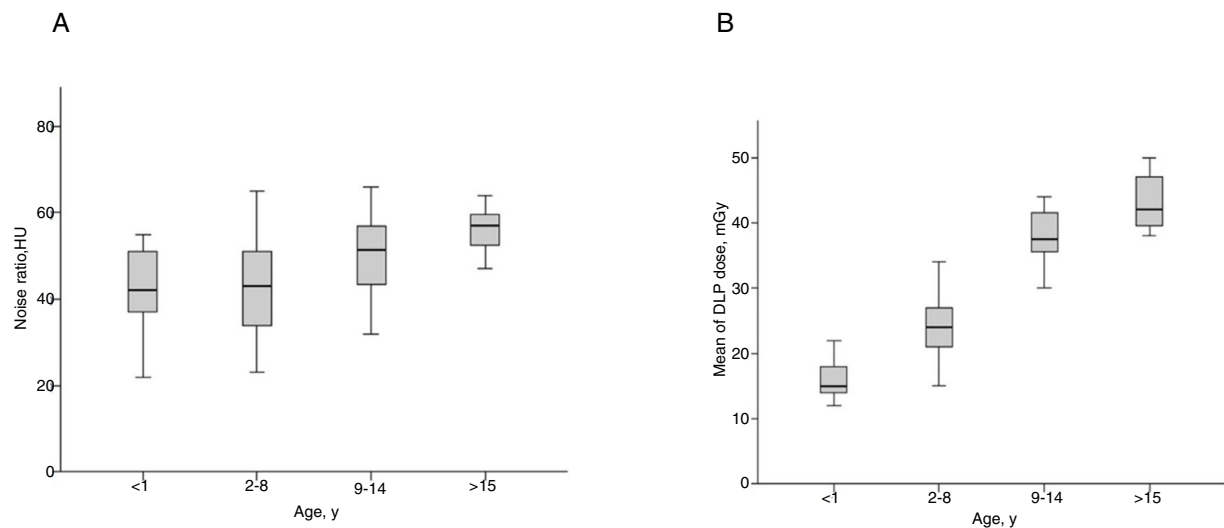 A
Noise ratio,HU
80
60
40
20
0
<1 2-8 9-14 >15
Age, y
B
Mean of DLP dose, mGy
50
40
30
20
10
0
<1 2-8 9-14 >15
Age, y